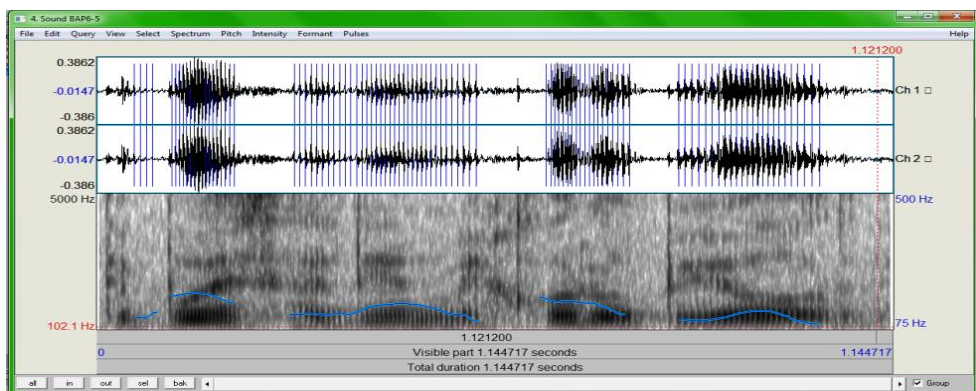 4. Sound BAP6-5
File Edit Query View Select Spectrum Pitch Intensity Formant Pulses Help
1.121200
0.3862
-0.0147
-0.386
Ch 1
0.3862
-0.0147
-0.386
Ch 2
5000 Hz
500 Hz
102.1 Hz
75 Hz
1.121200
0 Visible part 1.144717 seconds 1.144717
Total duration 1.144717 seconds
all in out sel bak Group